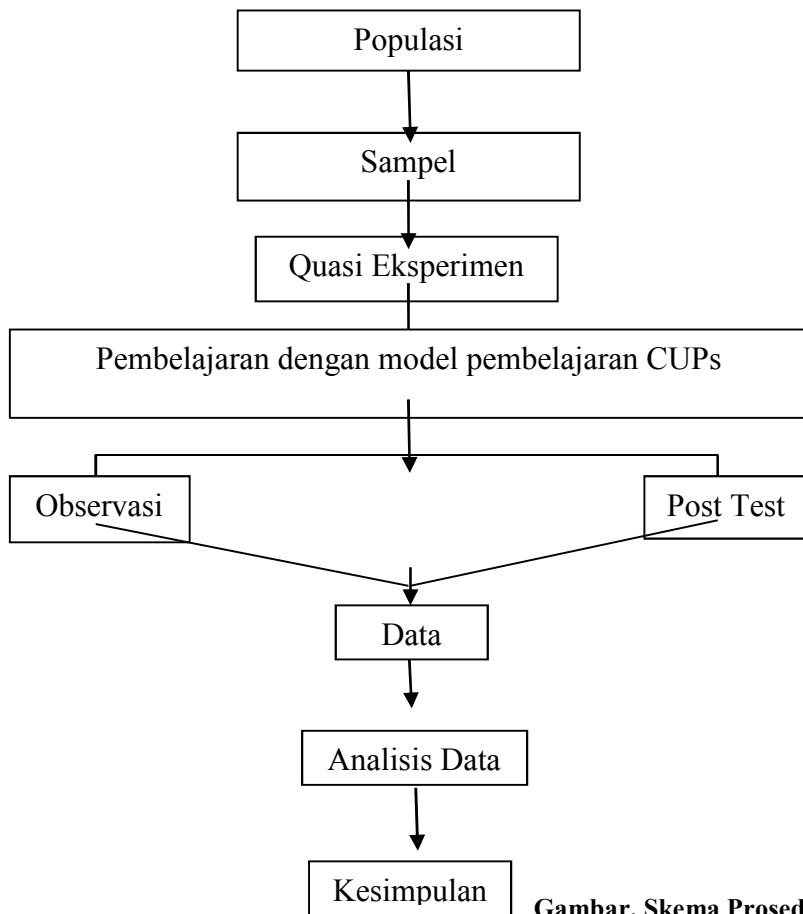 Populasi
Sampel
Quasi Eksperimen
Pembelajaran dengan model pembelajaran CUPs
Observasi
Post Test
Data
Analisis Data
Kesimpulan
Gambar. Skema Prosed